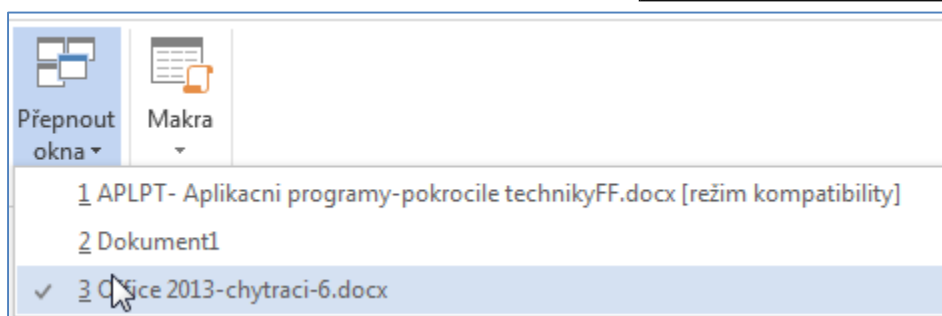 Přepnout
okna
Makra
1 APLPT- Aplikacni programy-pokrocile technikyFF.docx [režim kompatibility]
2 Dokument1
3 Office 2013-chytraci-6.docx